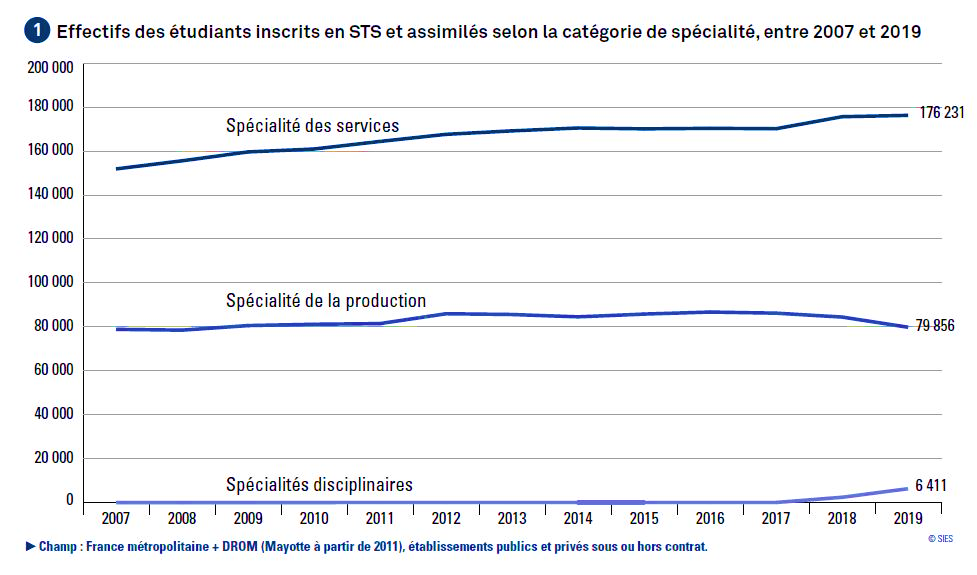 1 Effectifs des étudiants inscrits en STS et assimilés selon la catégorie de spécialité, entre 2007 et 2019
200 000
180 000
176 231
Spécialité des services
160 000
140 000
120 000
100 000
Spécialité de la production
80 000
79 856
60 000
40 000
20 000
Spécialités disciplinaires
6 411
0
2007 2008 2009 2010 2011 2012 2013 2014 2015 2016 2017 2018 2019
► Champ : France métropolitaine + DROM (Mayotte à partir de 2011), établissements publics et privés sous ou hors contrat.
© SIES